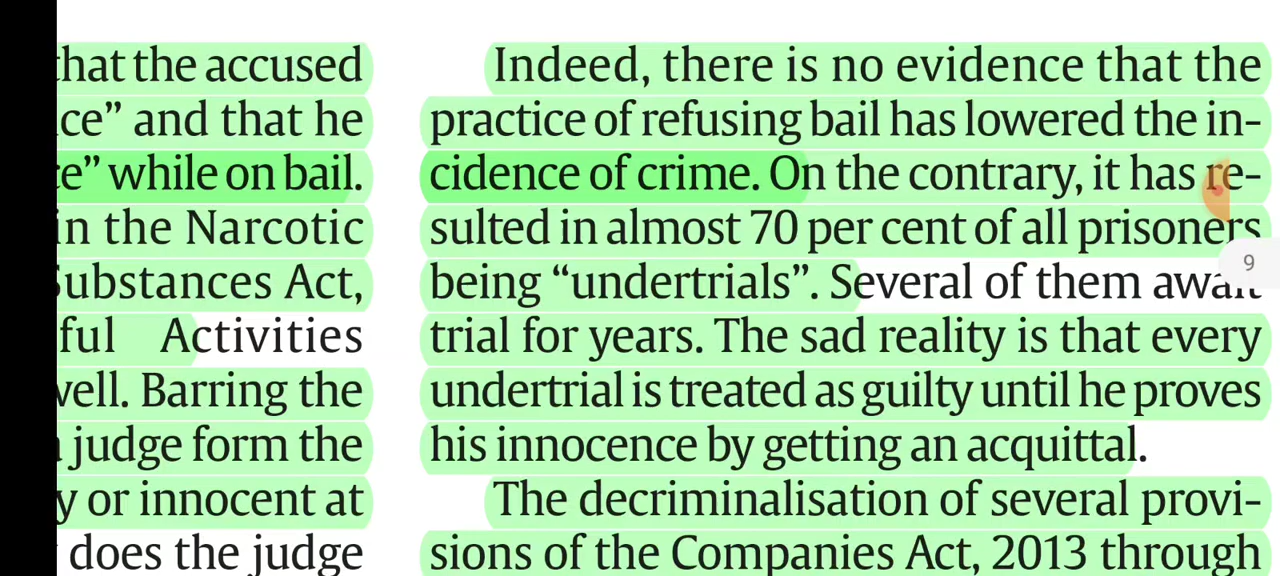 that the accused
and that he
while on bail.
in the Narcotic
Substances Act,
Activities
Barring the
judge form the
or innocent at
does the judge
Indeed, there is no evidence that the
practice of refusing bail has lowered the in-
cidence of crime. On the contrary, it has re-
sulted in almost 70 per cent of all prisoners
being “undertrials”. Several of them await
trial for years. The sad reality is that every
undertrial is treated as guilty until he proves
his innocence by getting an acquittal.
The decriminalisation of several provi-
sions of the Companies Act, 2013 through
9